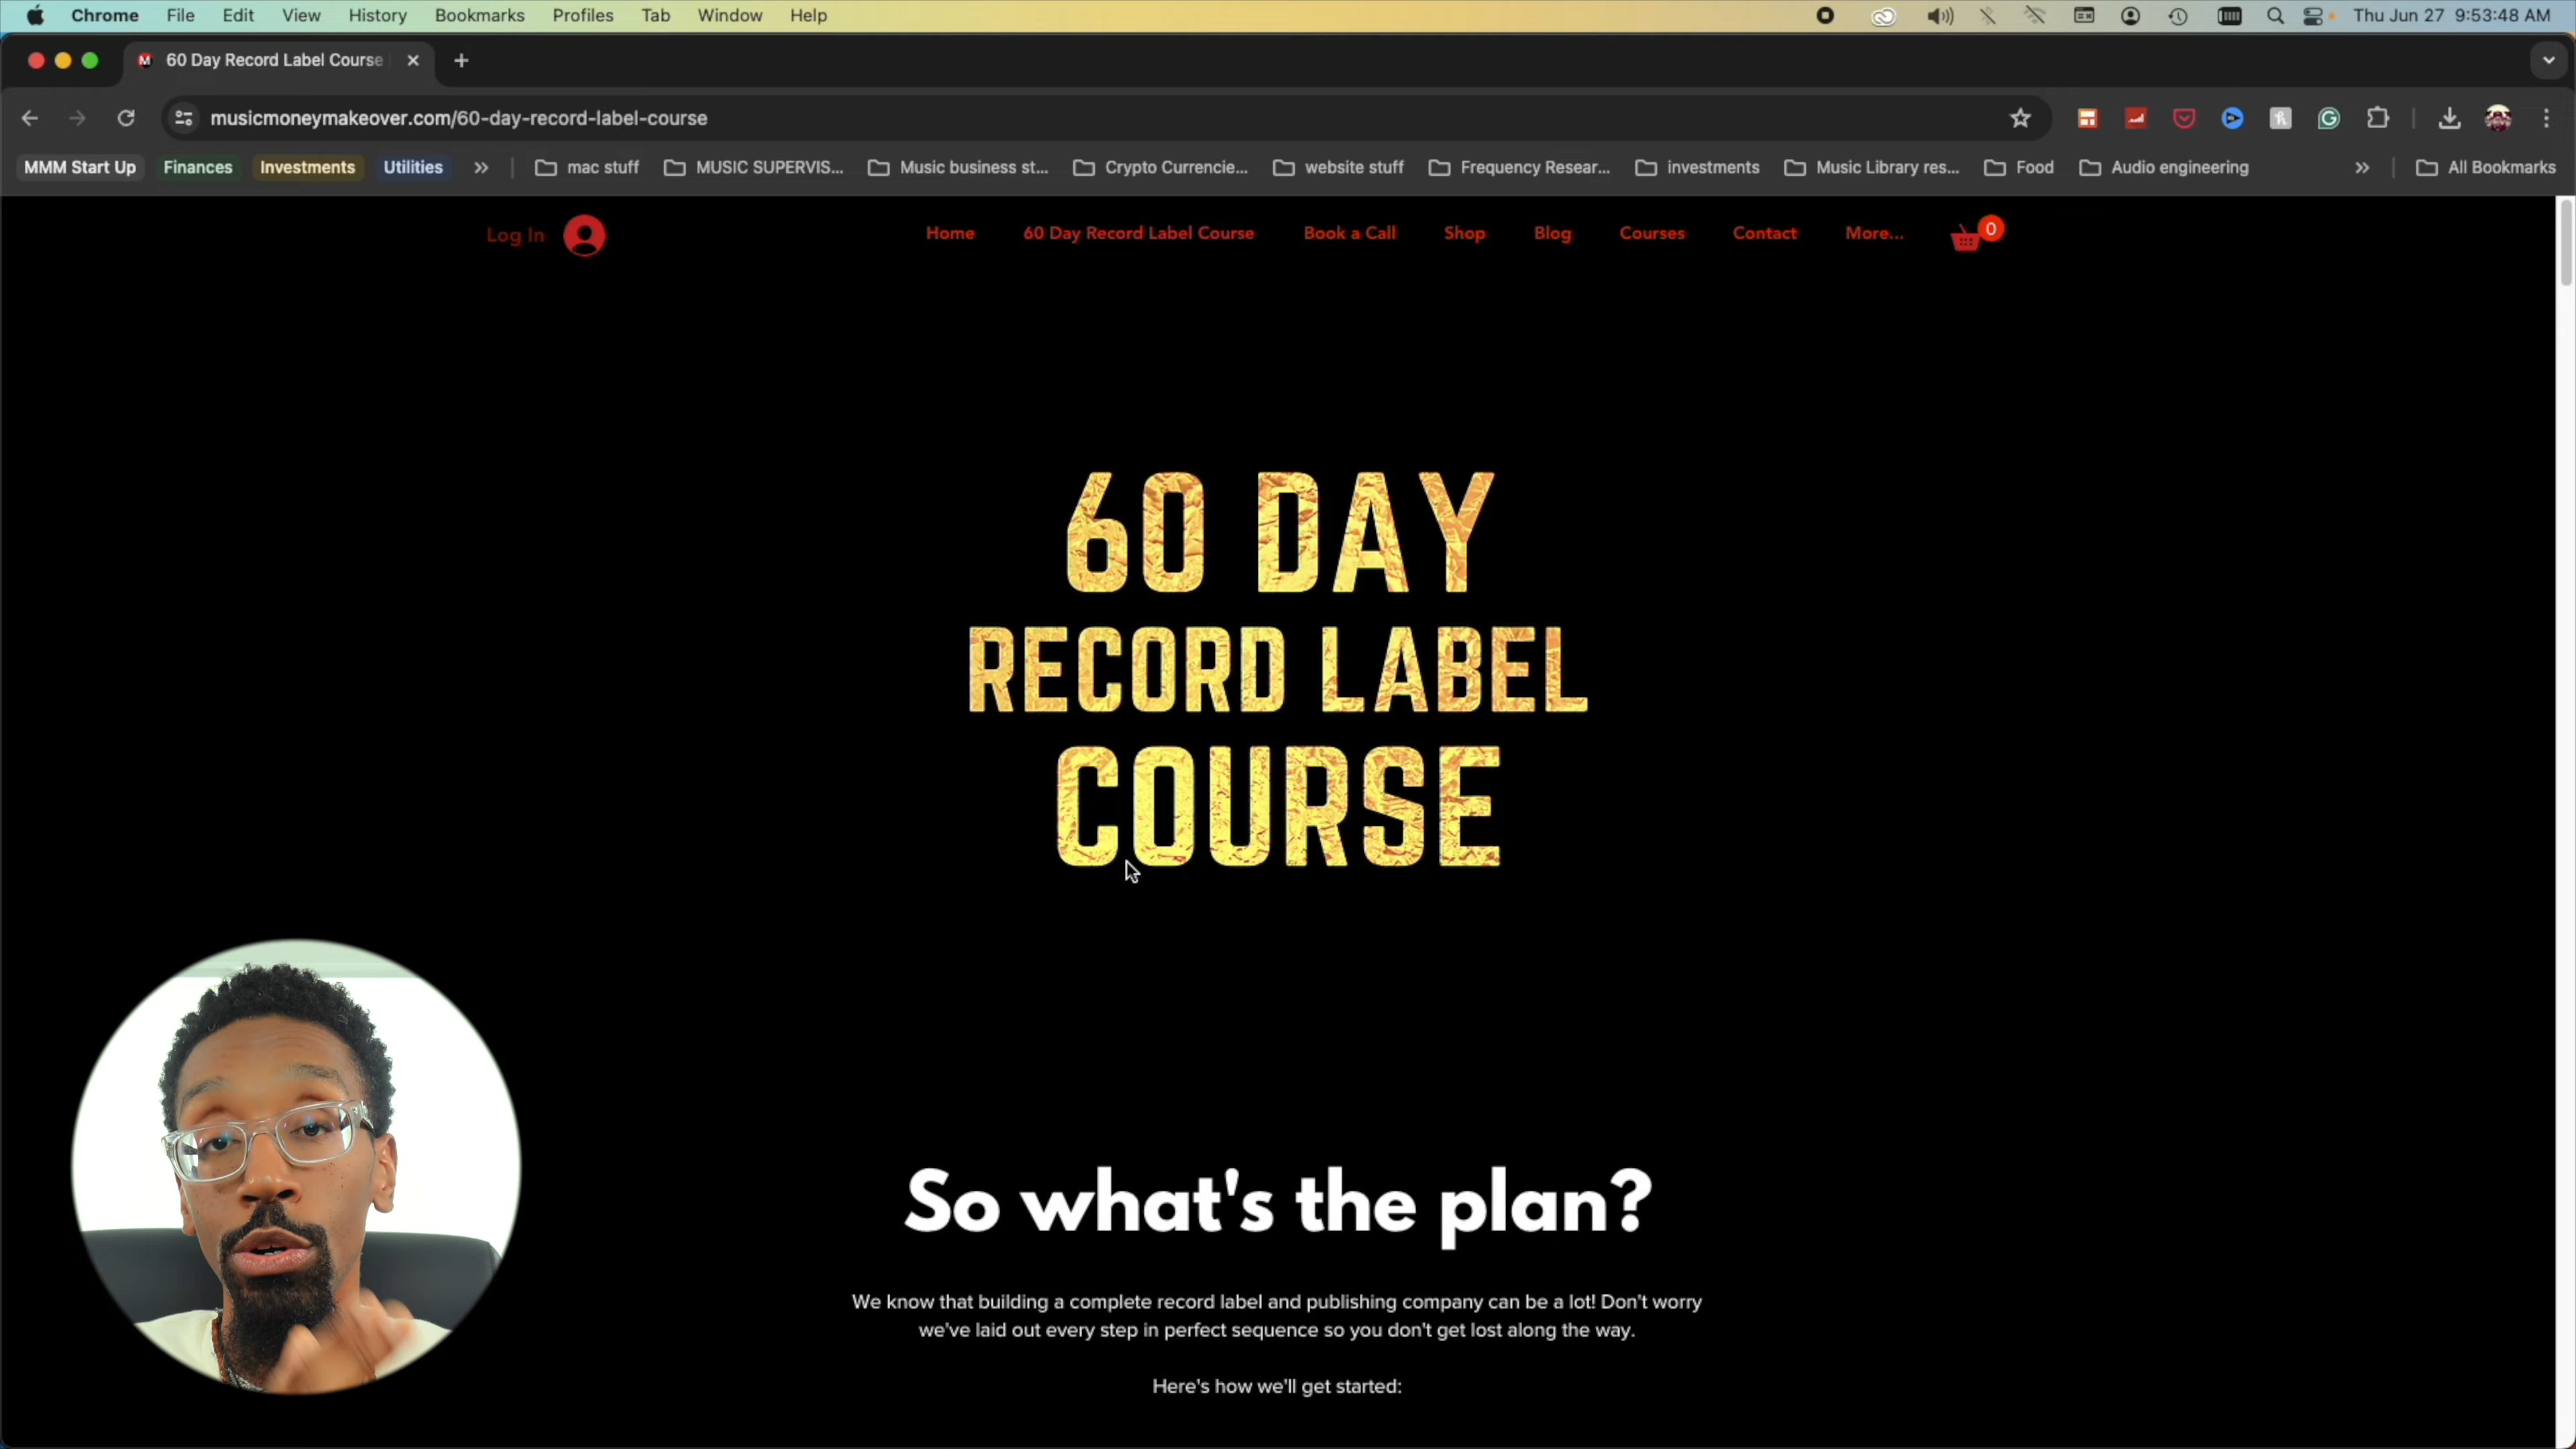 Chrome File Edit View History Bookmarks Profiles Tab Window Help Thu Jun 27 9:53:48 AM
60 Day Record Label Course
musicmoneymakeover.com/60-day-record-label-course
MMM Start Up Finances Investments Utilities » mac stuff MUSIC SUPERVIS... Music business st... Crypto Currencie... website stuff Frequency Resear... investments Music Library res... Food Audio engineering » All Bookmarks
Log In Home 60 Day Record Label Course Book a Call Shop Blog Courses Contact More... 0
60 DAY
RECORD LABEL
COURSE
So what's the plan?
We know that building a complete record label and publishing company can be a lot! Don't worry
we've laid out every step in perfect sequence so you don't get lost along the way.
Here's how we'll get started: